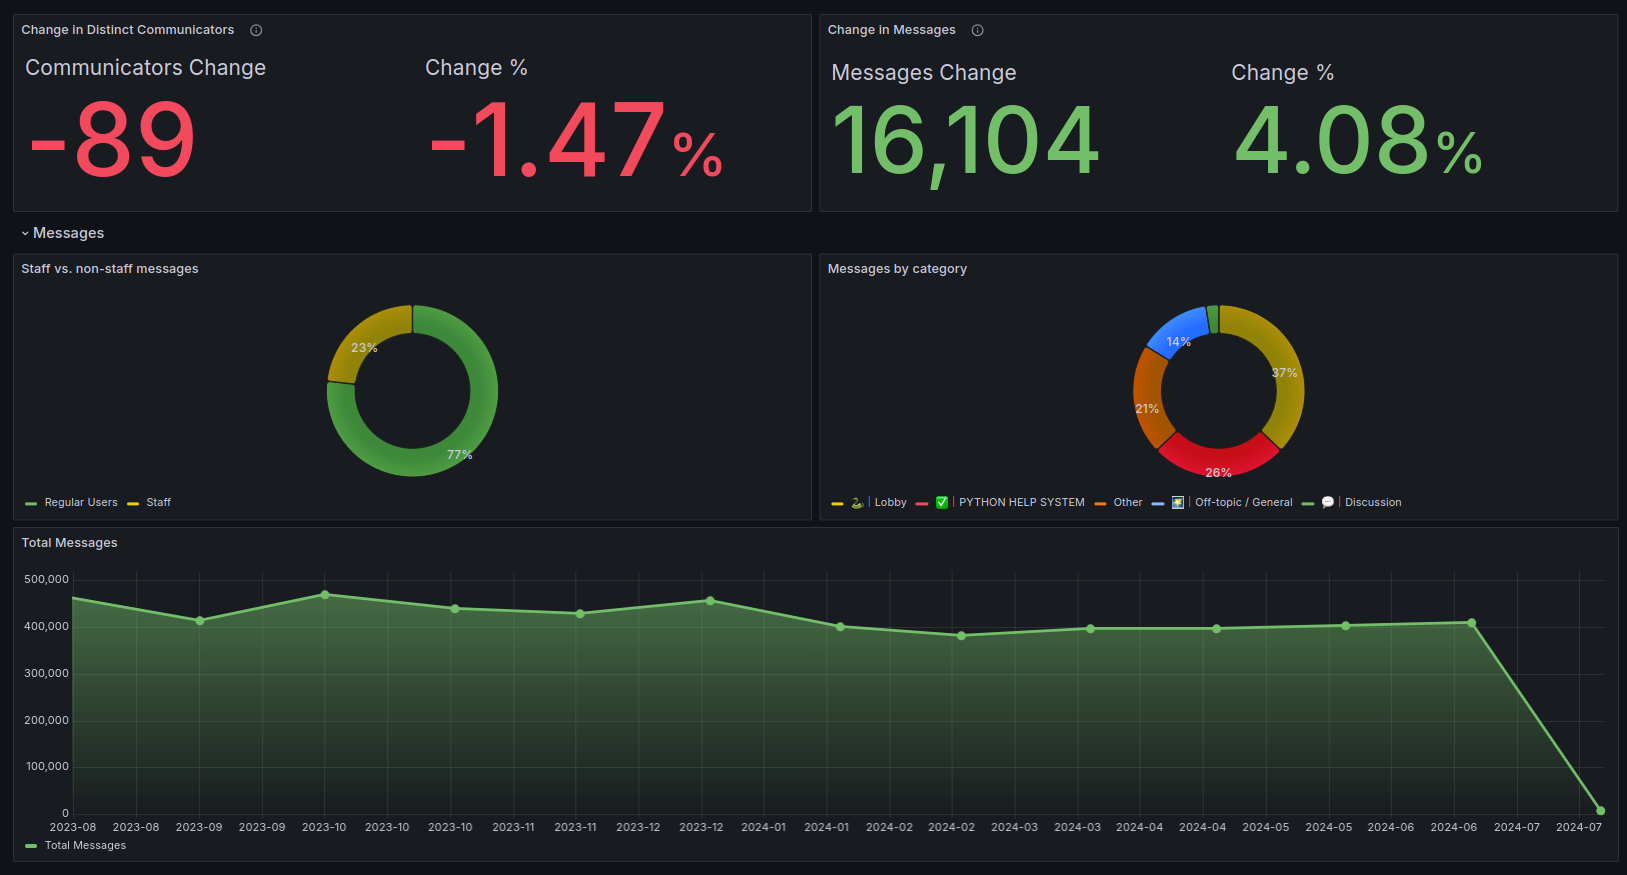 Change in Distinct Communicators
Communicators Change
-89
Change %
-1.47%
Change in Messages
Messages Change
16,104
Change %
4.08%
Messages
Staff vs. non-staff messages
23%
77%
Regular Users Staff
Messages by category
14%
37%
21%
26%
🐍 | Lobby ✅ | PYTHON HELP SYSTEM Other | Off-topic / General 💬 | Discussion
Total Messages
500,000
400,000
300,000
200,000
100,000
0
2023-08 2023-08 2023-09 2023-09 2023-10 2023-10 2023-10 2023-11 2023-11 2023-12 2023-12 2024-01 2024-01 2024-02 2024-02 2024-03 2024-03 2024-04 2024-04 2024-05 2024-05 2024-06 2024-06 2024-07 2024-07
Total Messages